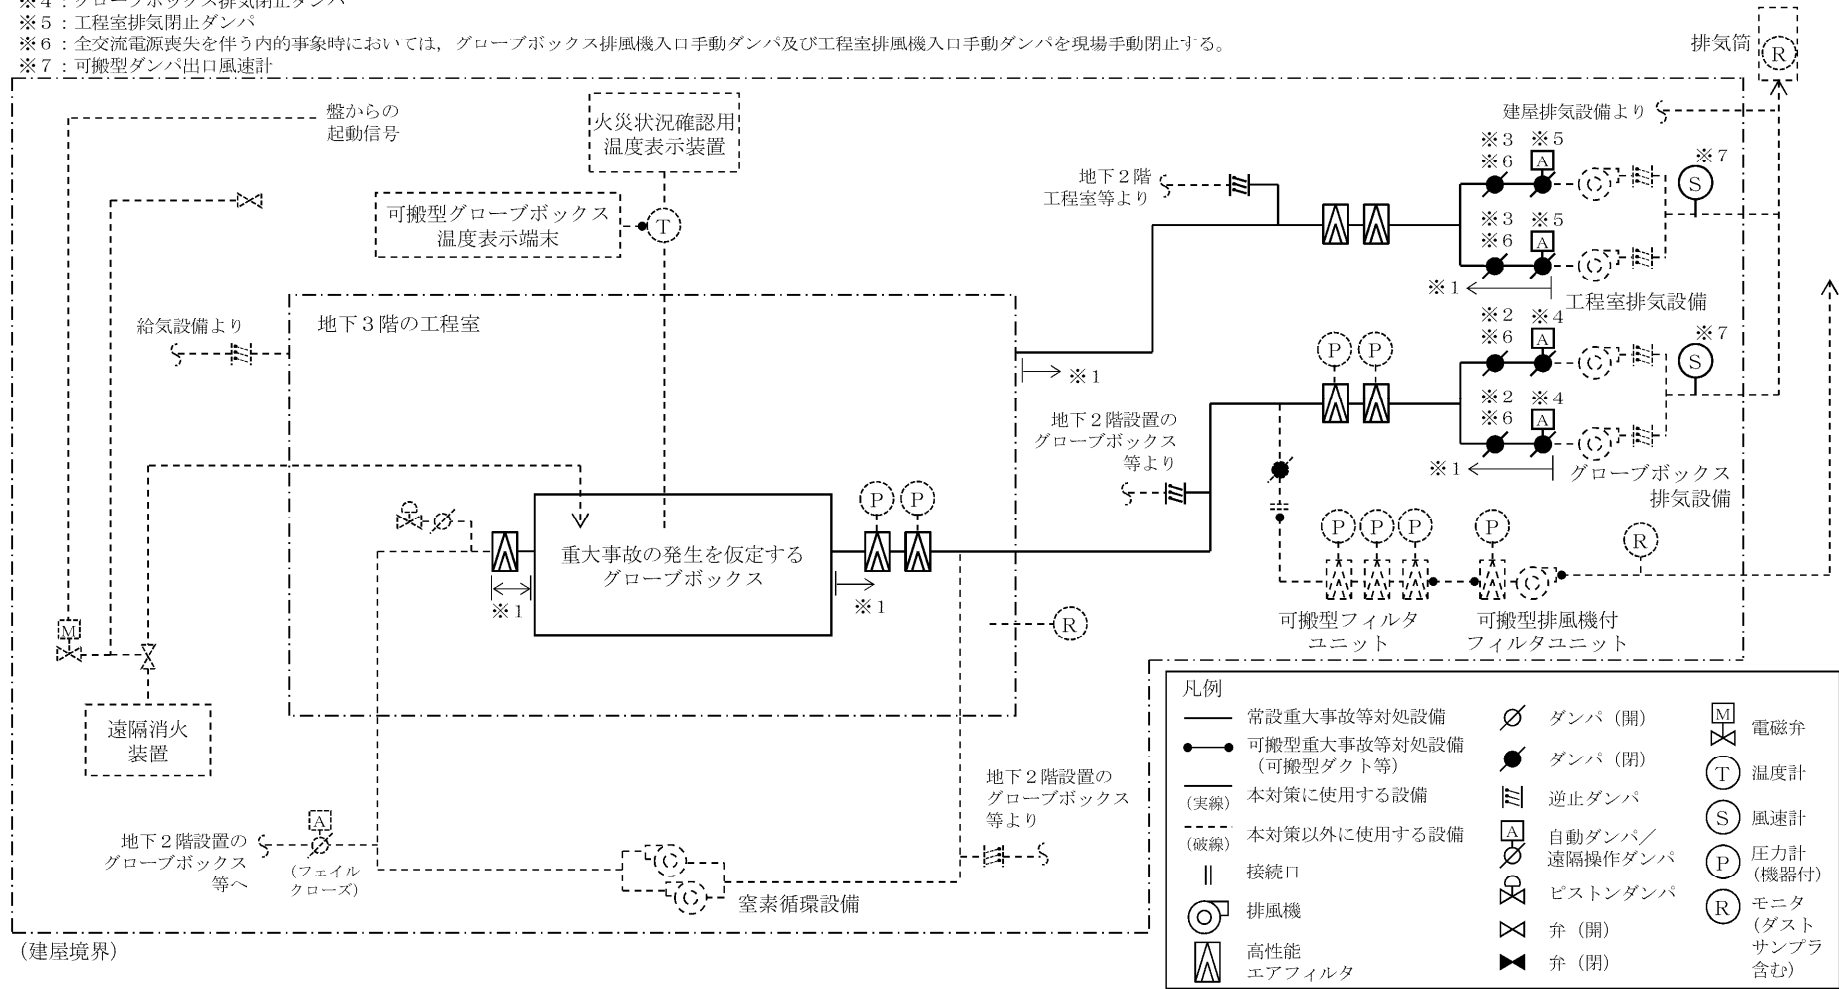 ※4：グローブボックス排気閉止ダンパ
※5：工程室排気閉止ダンパ
※6：全交流電源喪失を伴う内的事象時においては，グローブボックス排風機入口手動ダンパ及び工程室排風機入口手動ダンパを現場手動閉止する。
※7：可搬型ダンパ出口風速計
排気筒
R
盤からの
起動信号
火災状況確認用
温度表示装置
可搬型グローブボックス
温度表示端末
T
建屋排気設備より
地下２階
工程室等より
※3
※6
※5
A
※3
※6
※5
A
※7
S
※1
工程室排気設備
給気設備より
地下３階の工程室
※1
P
P
※2
※6
※4
A
※2
※6
※4
A
※7
S
※1
グローブボックス
排気設備
地下２階設置の
グローブボックス
等より
重大事故の発生を仮定する
グローブボックス
※1
P
P
※1
R
P
P
P
P
R
可搬型フィルタ
ユニット
可搬型排風機付
フィルタユニット
M
遠隔消火
装置
地下２階設置の
グローブボックス
等へ
A
（フェイル
クローズ）
窒素循環設備
地下２階設置の
グローブボックス
等より
（建屋境界）
凡例
常設重大事故等対処設備
可搬型重大事故等対処設備
（可搬型ダクト等）
（実線）
本対策に使用する設備
（破線）
本対策以外に使用する設備
接続口
排風機
高性能
エアフィルタ
ダンパ（開）
ダンパ（閉）
逆止ダンパ
A
自動ダンパ／
遠隔操作ダンパ
ピストンダンパ
弁（開）
弁（閉）
M
電磁弁
T
温度計
S
風速計
P
圧力計
（機器付）
R
モニタ
（ダスト
サンプラ
含む）